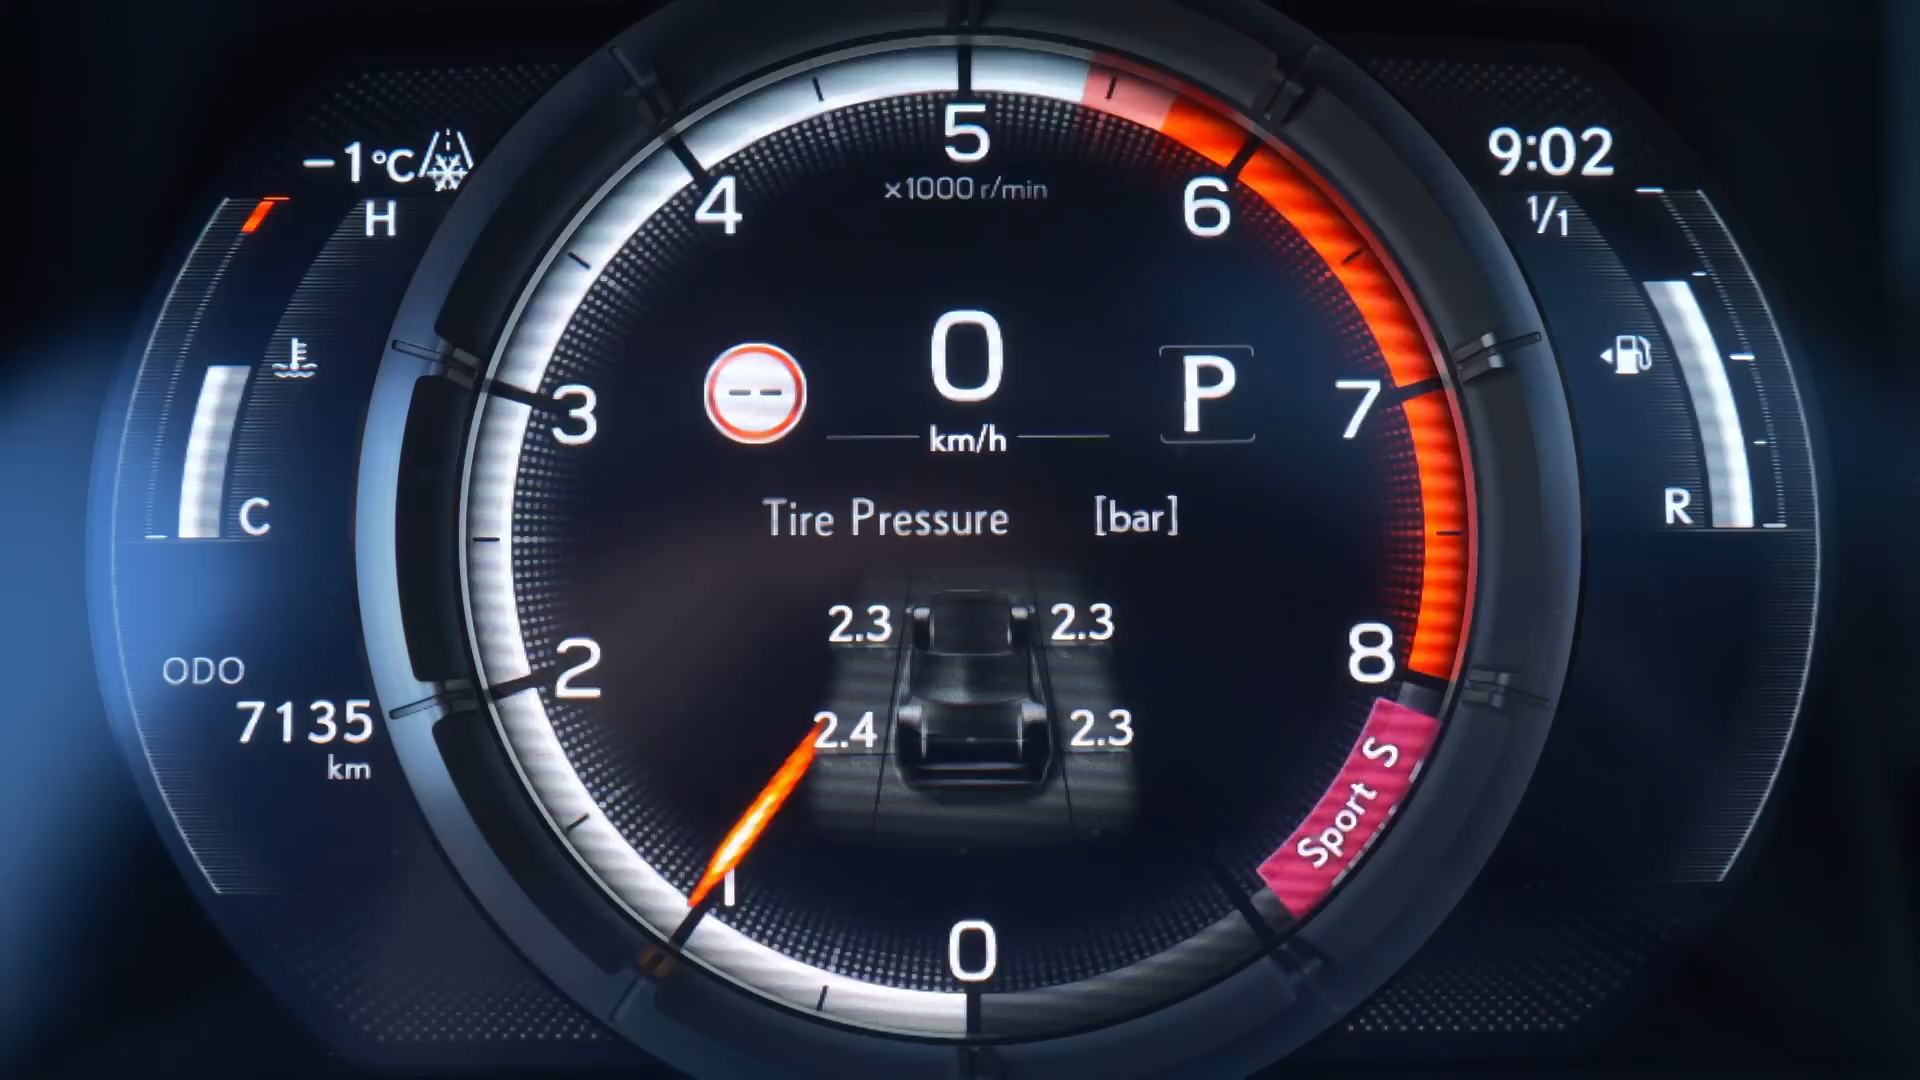 -1°C
9:02
H
1/1
5
x1000 r/min
4
6
0
km/h
P
3
7
--
C
R
Tire Pressure [bar]
2.3
2.3
2
8
ODO
7135
km
2.4
2.3
Sport S
1
0